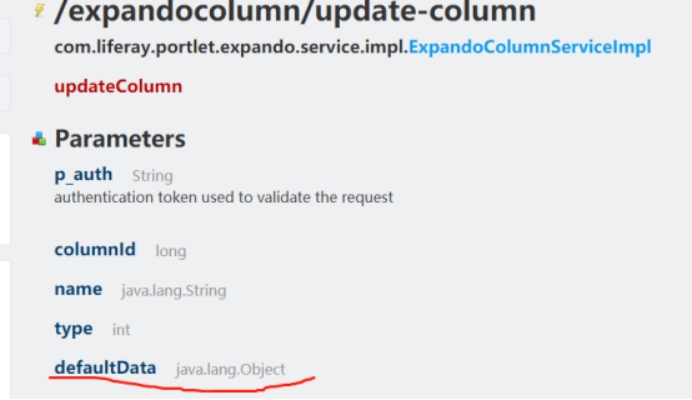 /expandocolumn/update-column
com.liferay.portlet.expando.service.impl.ExpandoColumnServiceImpl
updateColumn
Parameters
p_auth String
authentication token used to validate the request
columnId long
name java.lang.String
type int
defaultData java.lang.Object